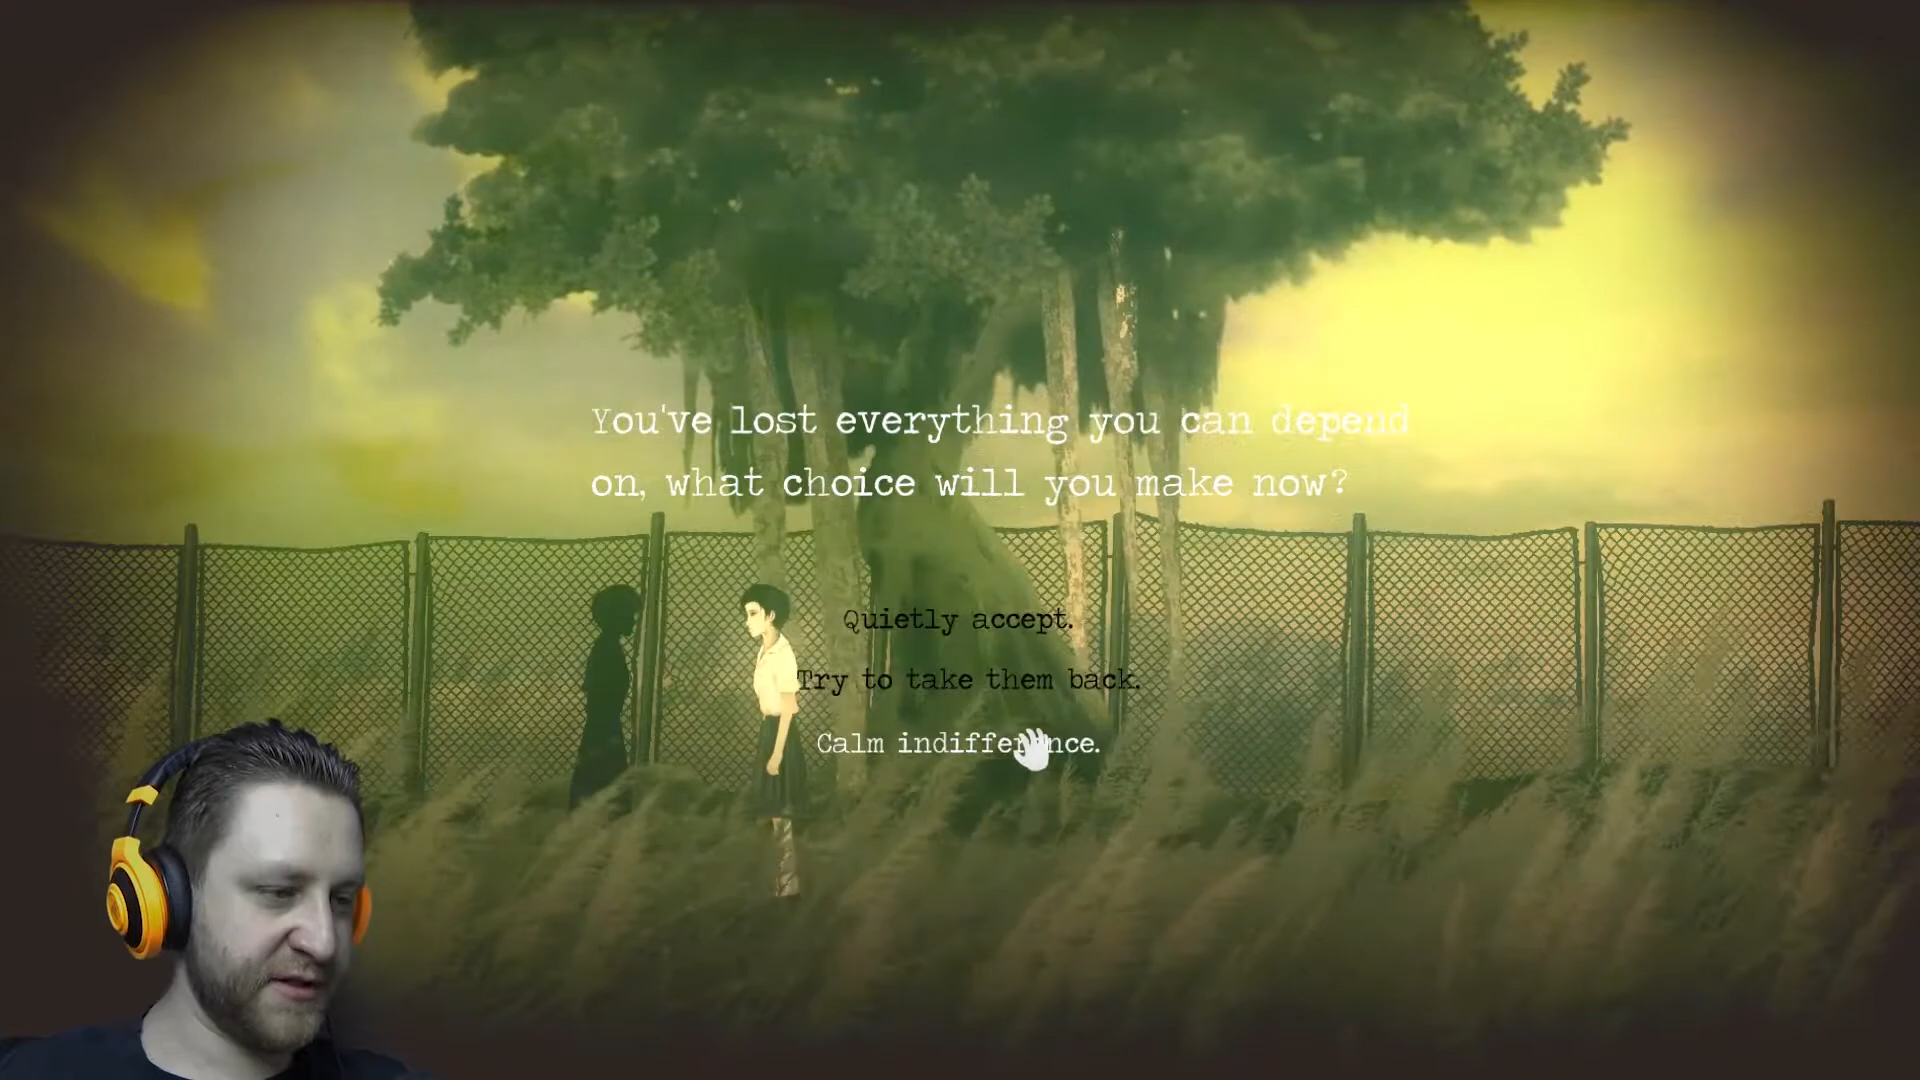 You've lost everything you can depend
on, what choice will you make now?
Quietly accept.
Try to take them back.
Calm indifference.